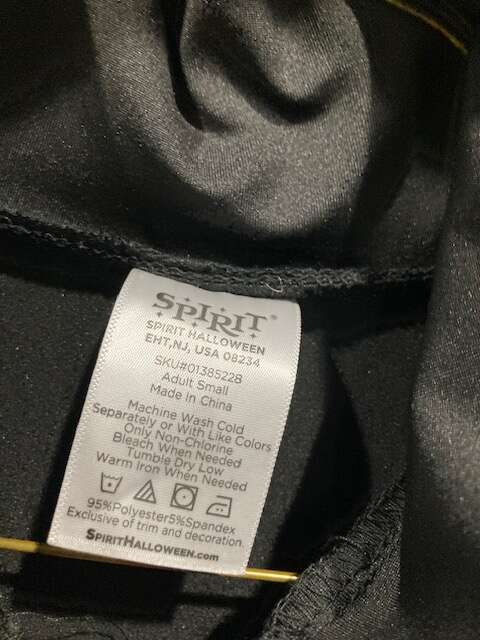 SPIRIT®
SPIRIT HALLOWEEN
EHT,NJ, USA 08234
SKU#01385228
Adult Small
Made in China
Machine Wash Cold
Separately or With Like Colors
Only Non-Chlorine
Bleach When Needed
Tumble Dry Low
Warm Iron When Needed
95%Polyester5%Spandex
Exclusive of trim and decoration
SPIRITHALLOWEEN.com